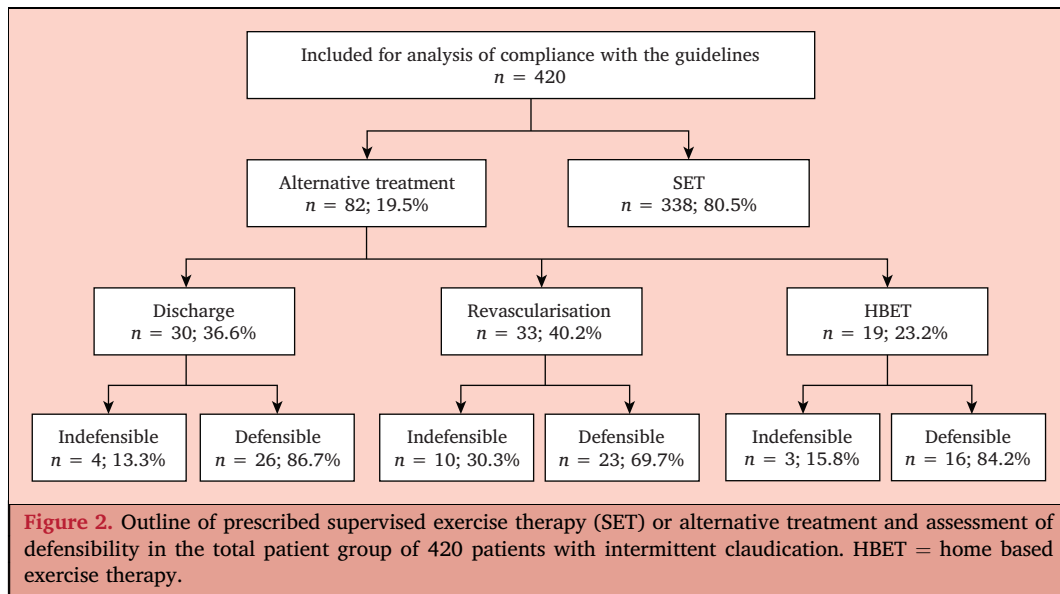 Included for analysis of compliance with the guidelines
n = 420
Alternative treatment
n = 82; 19.5%
SET
n = 338; 80.5%
Discharge
n = 30; 36.6%
Revascularisation
n = 33; 40.2%
HBET
n = 19; 23.2%
Indefensible
n = 4; 13.3%
Defensible
n = 26; 86.7%
Indefensible
n = 10; 30.3%
Defensible
n = 23; 69.7%
Indefensible
n = 3; 15.8%
Defensible
n = 16; 84.2%
Figure 2. Outline of prescribed supervised exercise therapy (SET) or alternative treatment and assessment of
defensibility in the total patient group of 420 patients with intermittent claudication. HBET = home based
exercise therapy.